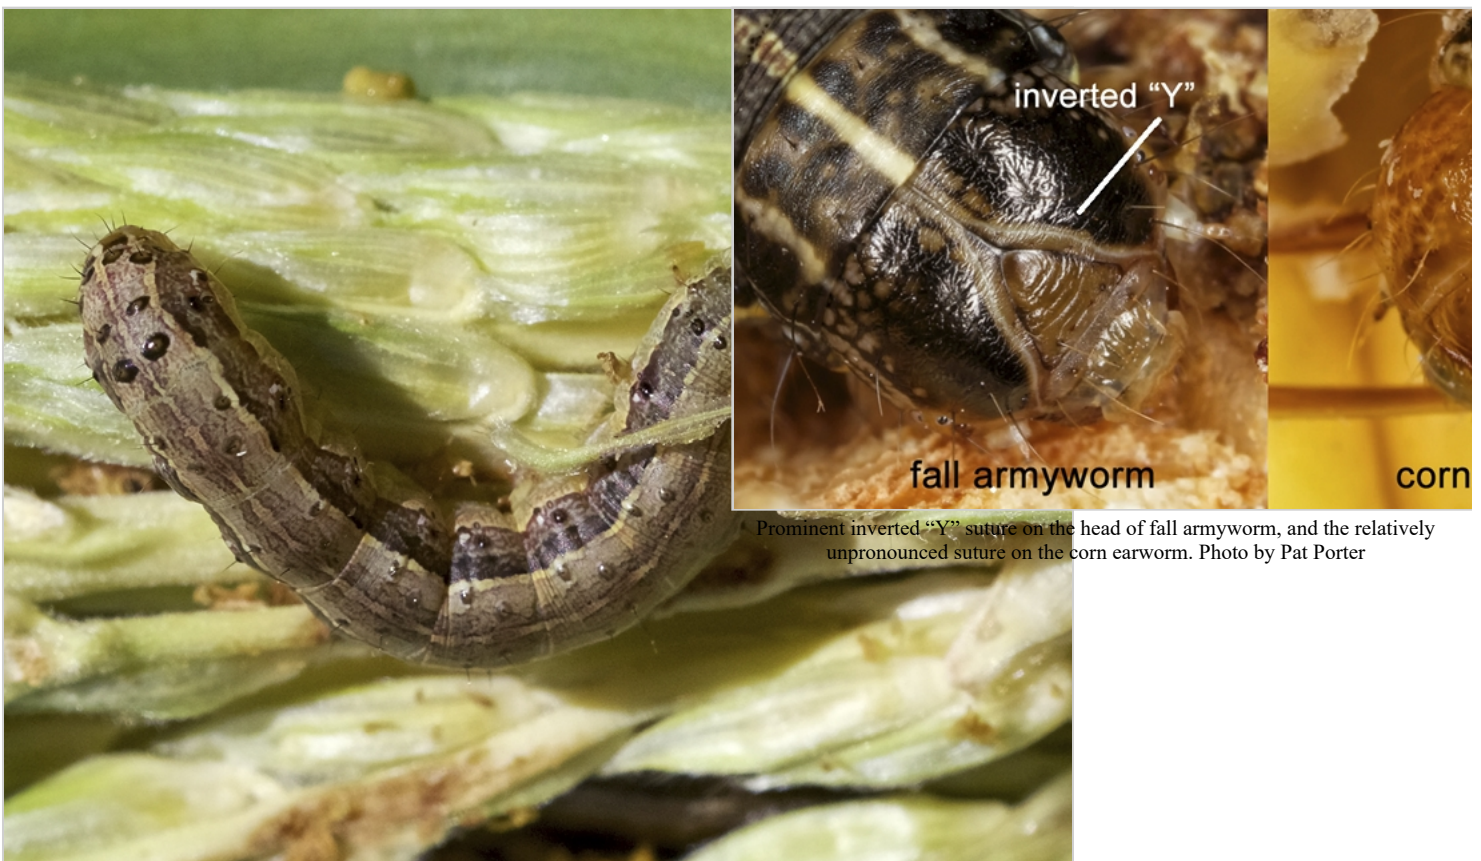 inverted “Y”
fall armyworm
corn
Prominent inverted “Y” suture on the head of fall armyworm, and the relatively
unpronounced suture on the corn earworm. Photo by Pat Porter